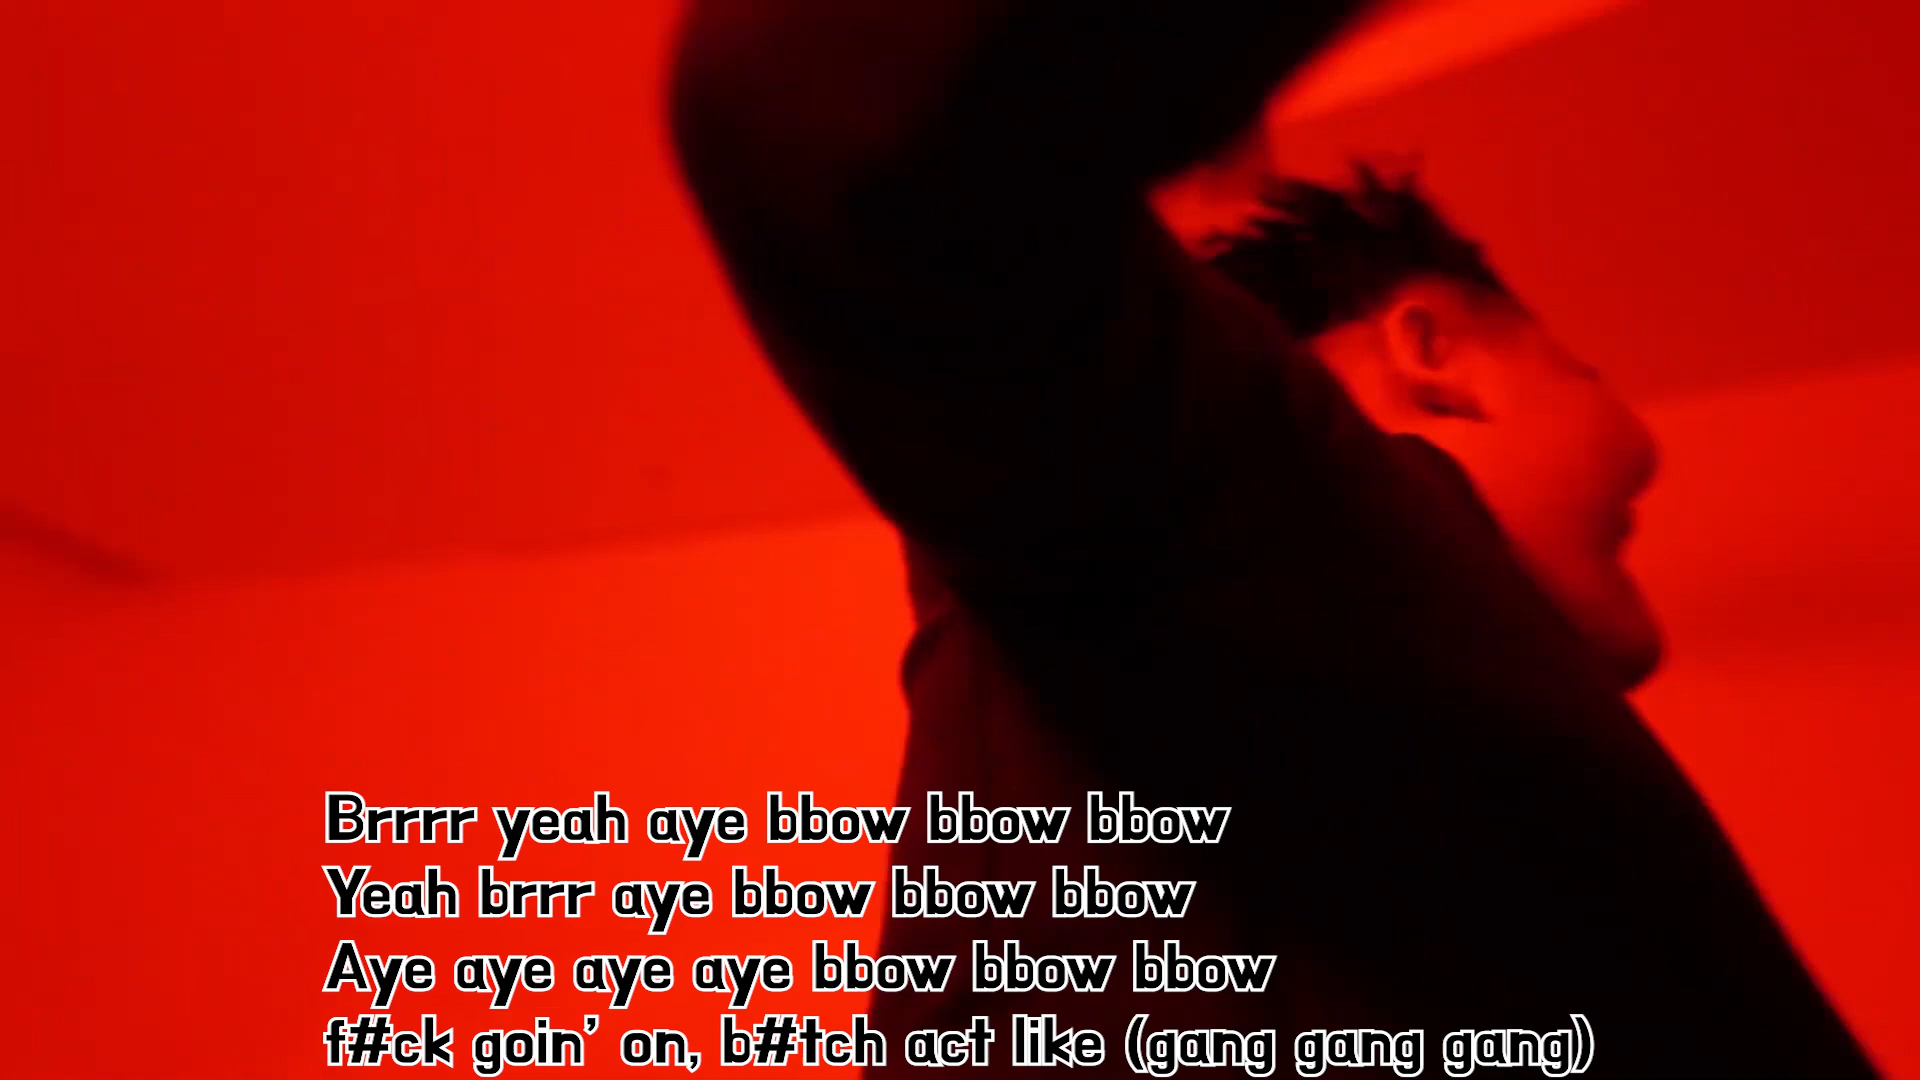 Brrrr yeah aye bbow bbow bbow
Yeah brrr aye bbow bbow bbow
Aye aye aye aye bbow bbow bbow
f#ck goin’ on, b#tch act like (gang gang gang)